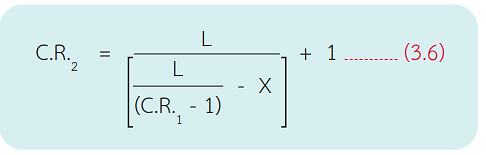 C.R.₂ = L / [ L / (C.R.₁ - 1) - X ] + 1 ........... (3.6)